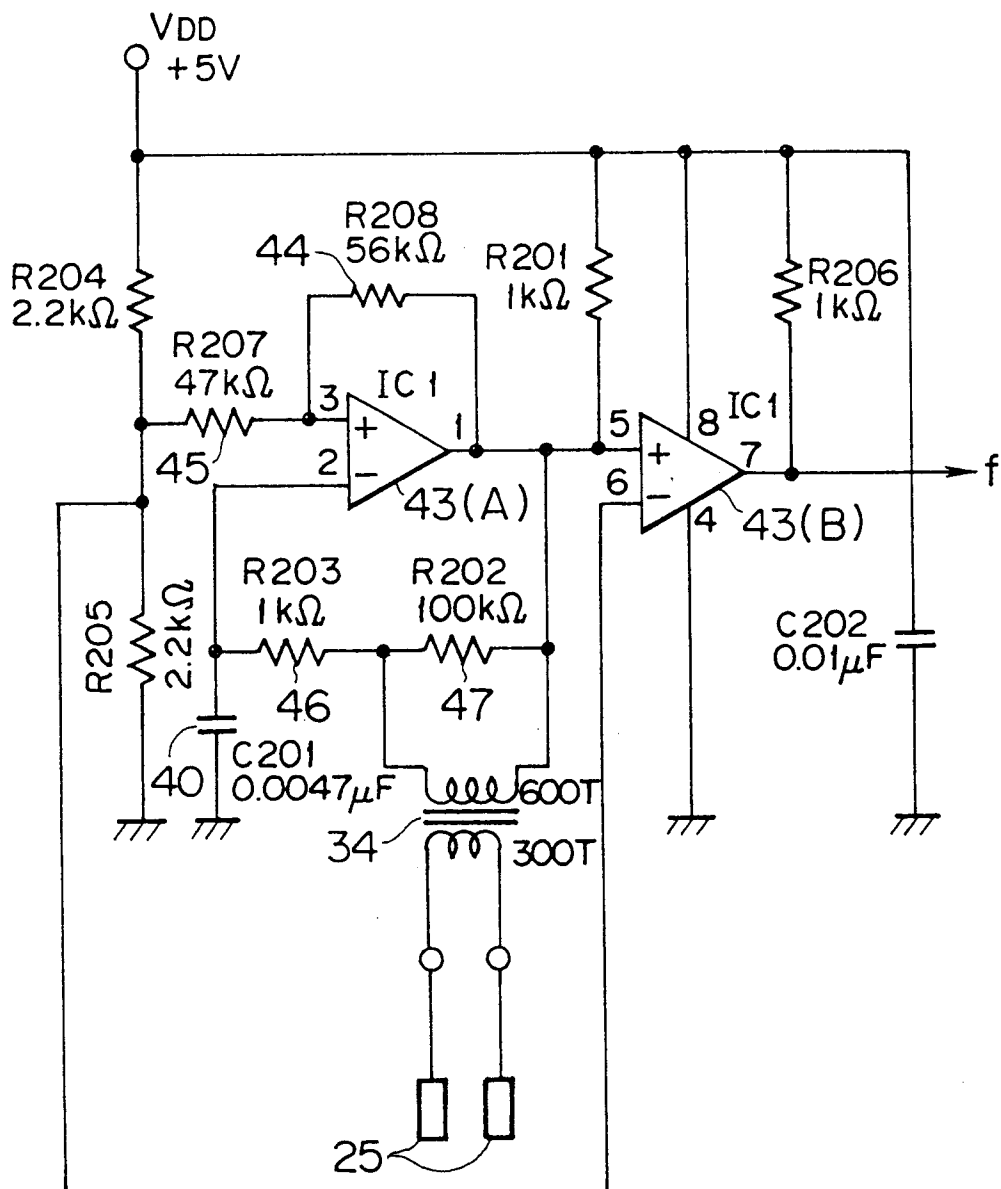 VDD
+5V
R208
56kΩ
44
R204
2.2kΩ
R201
1kΩ
R206
1kΩ
R207
47kΩ
IC1
3
+
1
2
−
45
43(A)
IC1
5
+
8
7
6
−
4
43(B)
f
R203
1kΩ
R202
100kΩ
46
47
R205
2.2kΩ
C202
0.01μF
40
C201
0.0047μF
600T
34
300T
25